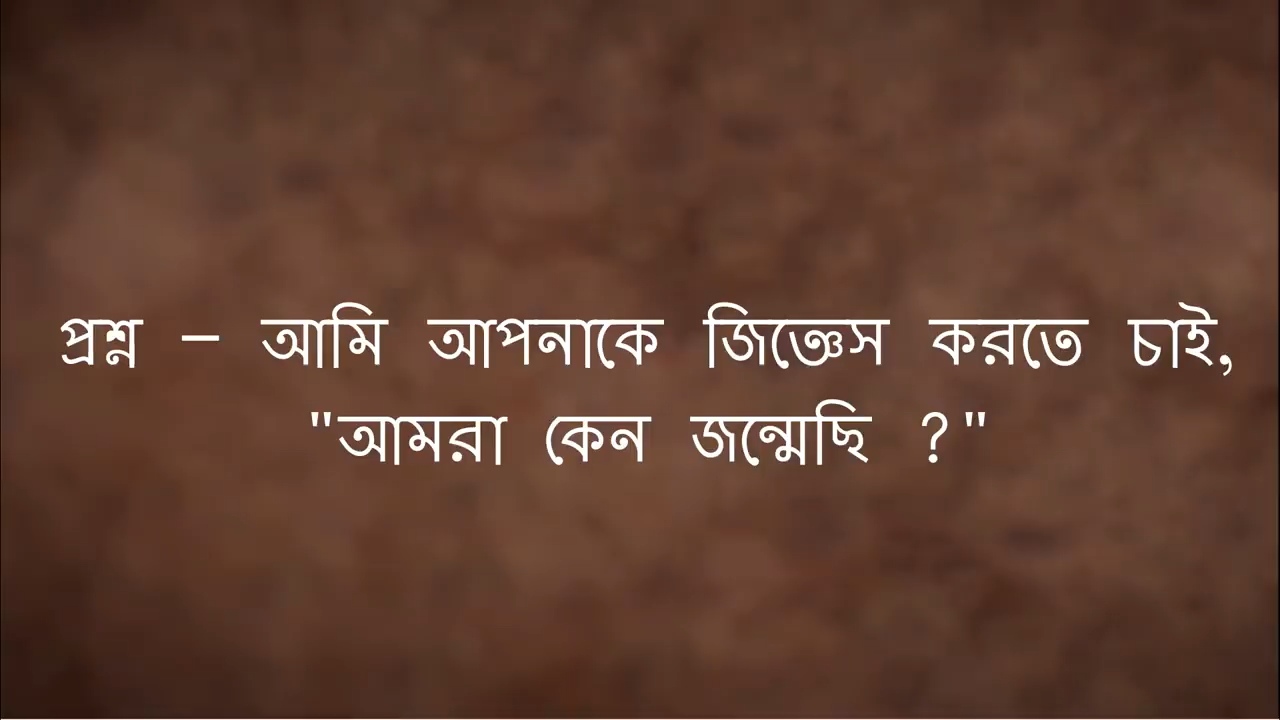 প্রশ্ন – আমি আপনাকে জিজ্ঞেস করতে চাই,
"আমরা কেন জন্মেছি ?"